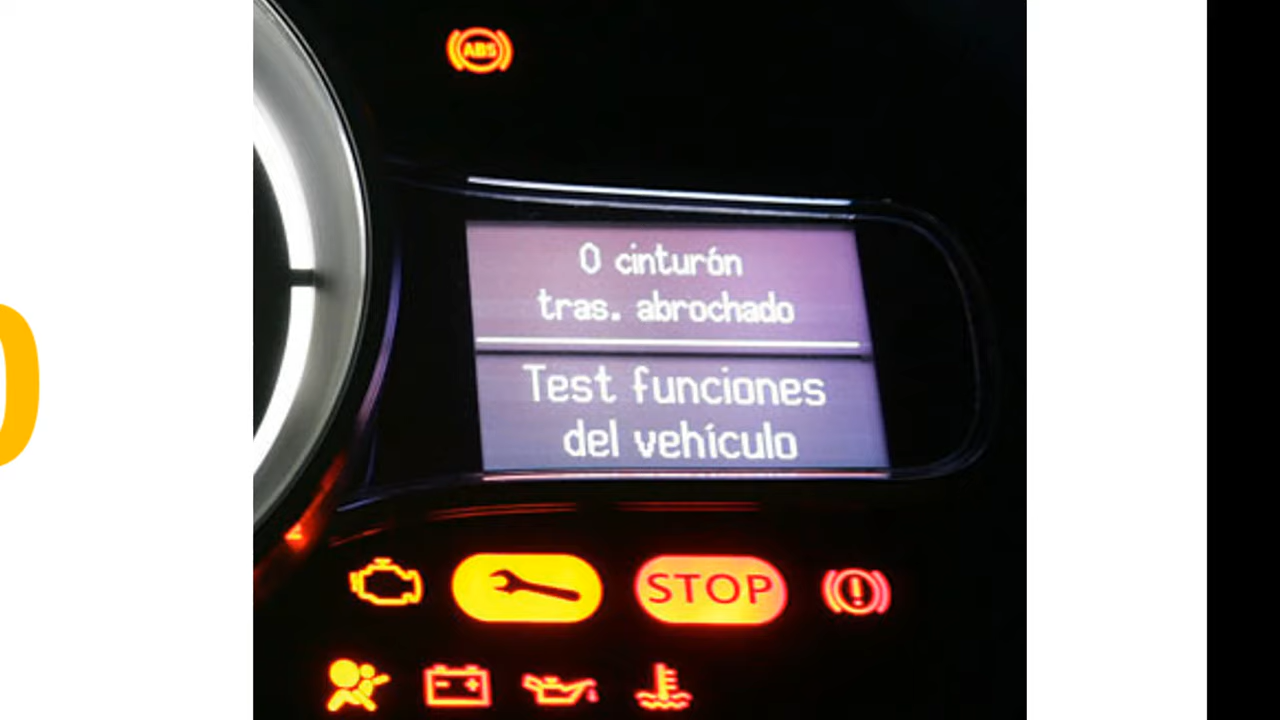 ABS
0 cinturón
tras. abrochado
Test funciones
del vehículo
STOP